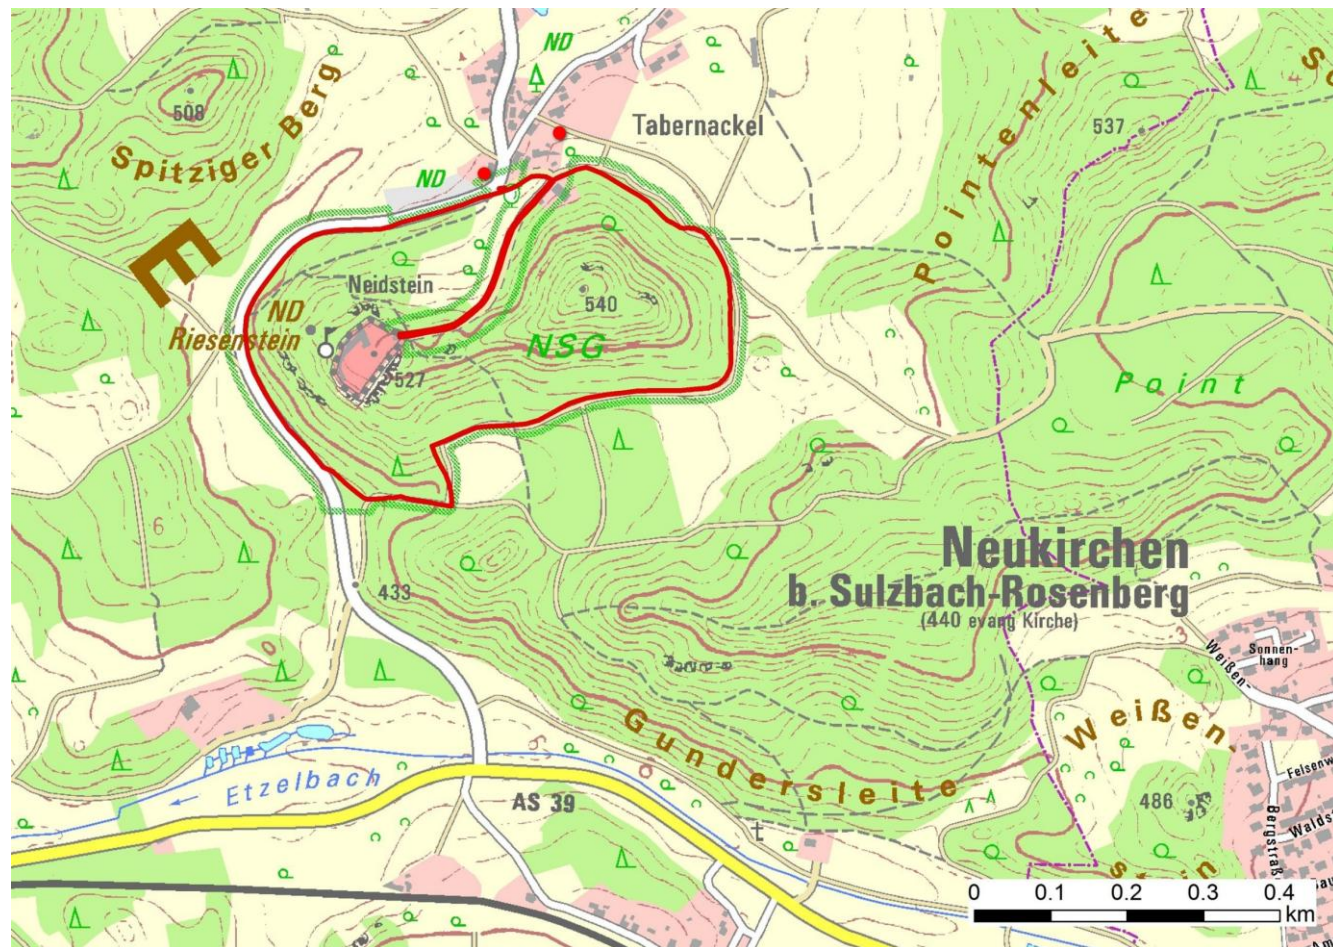 ND
508
Spitziger Berg
Tabernackel
ND
Pointenleite
537
E
Neidstein
ND
Riesenstein
540
NSG
527
Point
433
Neukirchen
b. Sulzbach-Rosenberg
(440 evang Kirche)
Sonnen-
hang
Weißen-
Gundersleite
Weißen-
stein
Etzelbach
AS 39
486
Felsenw
Bergstraß
Walds
0 0.1 0.2 0.3 0.4
km